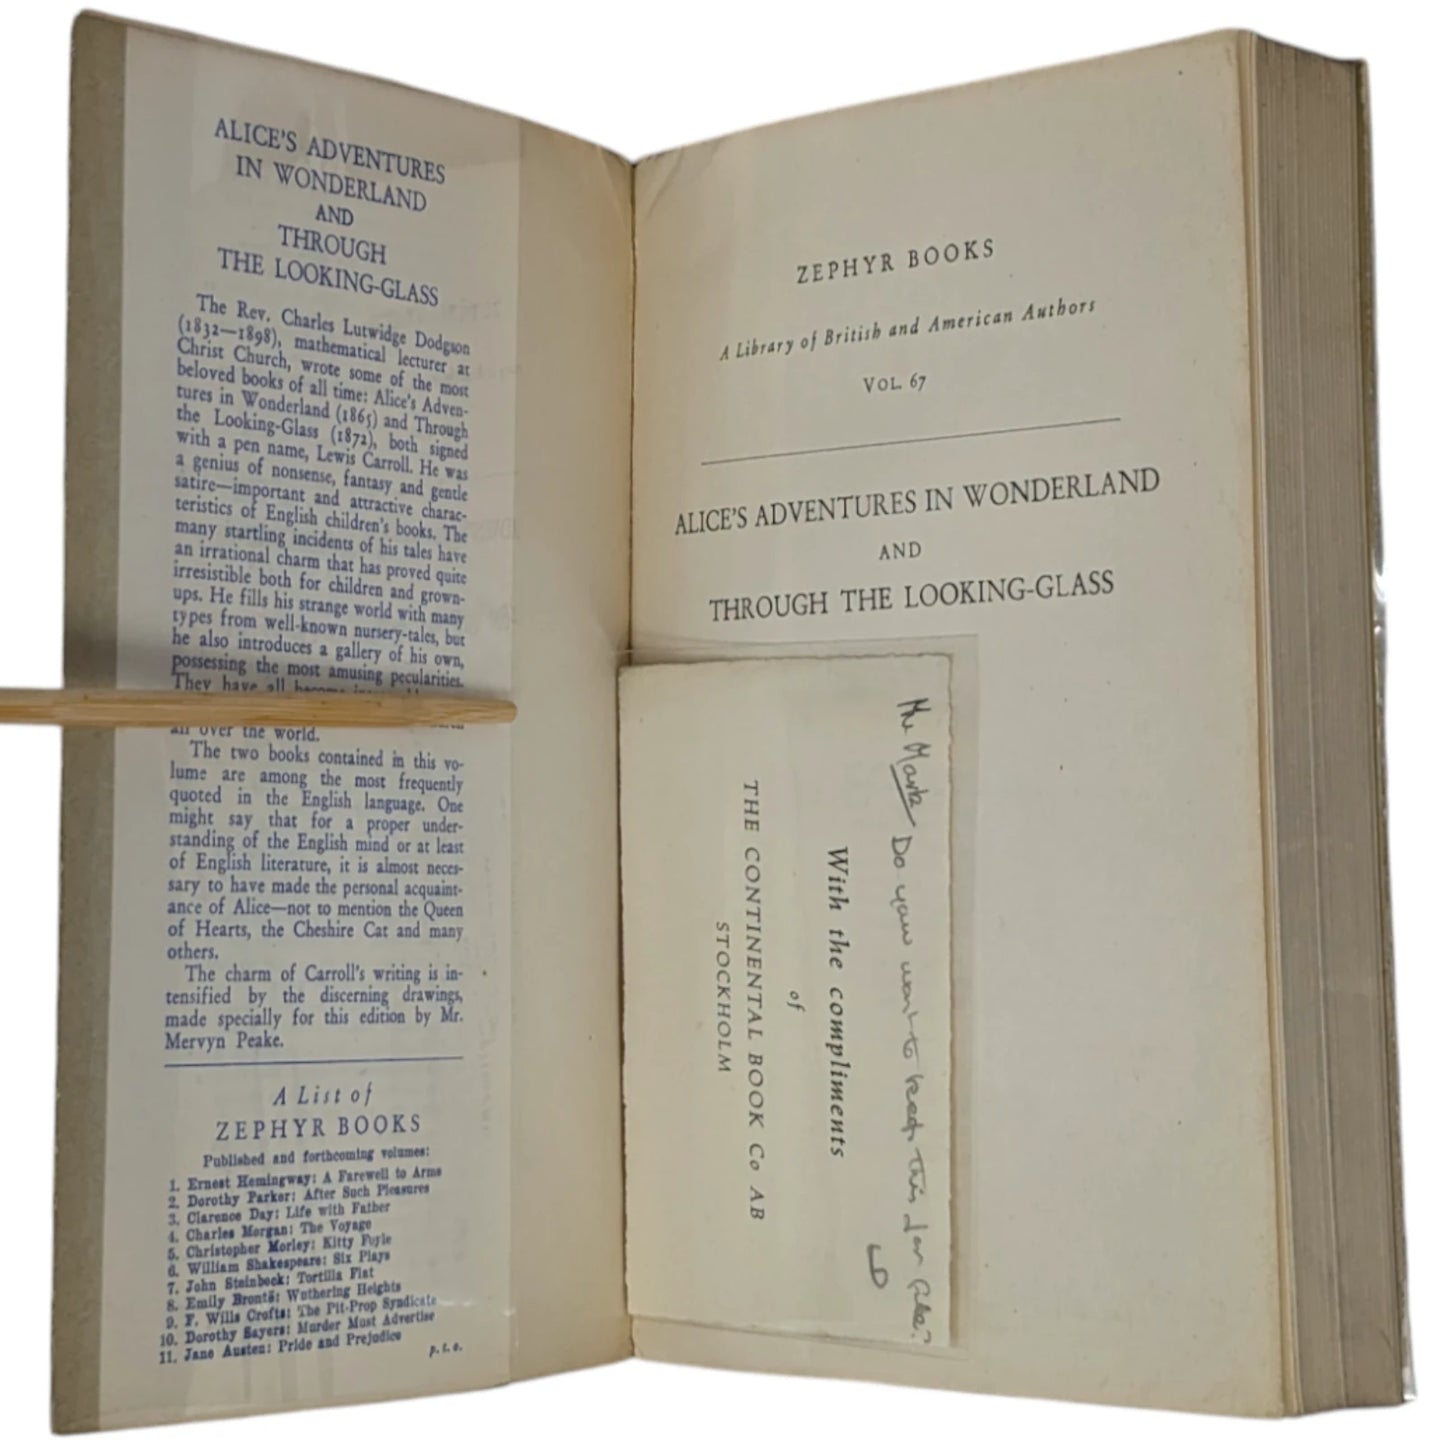 ALICE'S ADVENTURES
IN WONDERLAND
AND
THROUGH
THE LOOKING-GLASS
The Rev. Charles Lutwidge Dodgson
(1832—1898), mathematical lecturer at
Christ Church, wrote some of the most
beloved books of all time: Alice's Adven-
tures in Wonderland (1865) and Through
the Looking-Glass (1872), both signed
with a pen name, Lewis Carroll. He was
a genius of nonsense, fantasy and gentle
satire—important and attractive charac-
teristics of English children's books. The
many startling incidents of his tales have
an irrational charm that has proved quite
irresistible both for children and grown-
ups. He fills his strange world with many
types from well-known nursery-tales, but
he also introduces a gallery of his own,
possessing the most amusing peculiarities.
They have all become
all over the world.
The two books contained in this vo-
lume are among the most frequently
quoted in the English language. One
might say that for a proper under-
standing of the English mind or at least
of English literature, it is almost neces-
sary to have made the personal acquaint-
ance of Alice—not to mention the Queen
of Hearts, the Cheshire Cat and many
others.
The charm of Carroll's writing is in-
tensified by the discerning drawings,
made specially for this edition by Mr.
Mervyn Peake.
A List of
ZEPHYR BOOKS
Published and forthcoming volumes:
1. Ernest Hemingway: A Farewell to Arms
2. Dorothy Parker: After Such Pleasures
3. Clarence Day: Life with Father
4. Charles Morgan: The Voyage
5. Christopher Morley: Kitty Foyle
6. William Shakespeare: Six Plays
7. John Steinbeck: Tortilla Flat
8. Emily Brontë: Wuthering Heights
9. F. Wills Crofts: The Pit-Prop Syndicate
10. Dorothy Sayers: Murder Must Advertise
11. Jane Austen: Pride and Prejudice
p. t. o.
ZEPHYR BOOKS
A Library of British and American Authors
VOL. 67
ALICE'S ADVENTURES IN WONDERLAND
AND
THROUGH THE LOOKING-GLASS
Do you want to keep this
LD
With the compliments
of
THE CONTINENTAL BOOK Co AB
STOCKHOLM